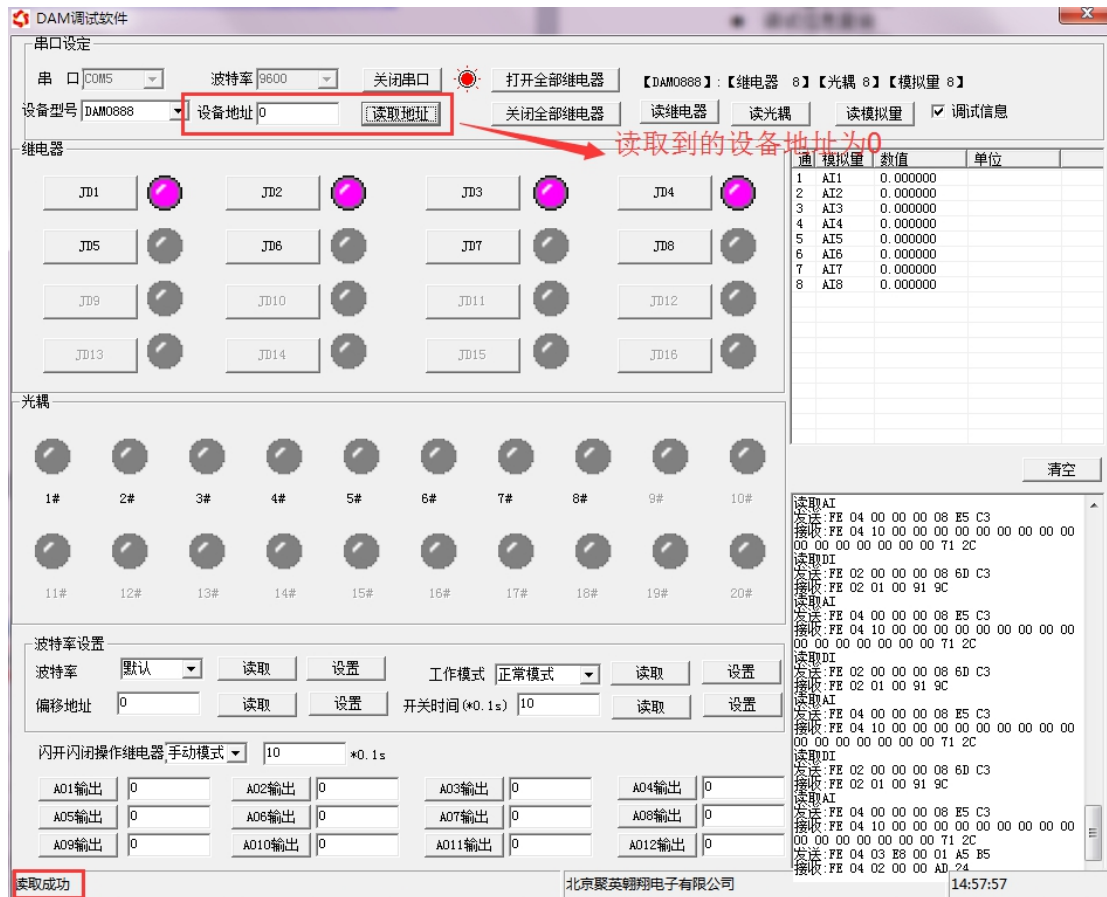 DAM调试软件
串口设定
串 口 COM5 波特率 9600 关闭串口 打开全部继电器 【DAM0888】:【继电器 8】【光耦 8】【模拟量 8】
设备型号 DAM0888 设备地址 0 读取地址 关闭全部继电器 读继电器 读光耦 读模拟量 调试信息
读取到的设备地址为0
继电器
JD1 JD2 JD3 JD4
JD5 JD6 JD7 JD8
JD9 JD10 JD11 JD12
JD13 JD14 JD15 JD16
通 模拟量 数值 单位
1 AI1 0.000000
2 AI2 0.000000
3 AI3 0.000000
4 AI4 0.000000
5 AI5 0.000000
6 AI6 0.000000
7 AI7 0.000000
8 AI8 0.000000
光耦
1# 2# 3# 4# 5# 6# 7# 8# 9# 10#
11# 12# 13# 14# 15# 16# 17# 18# 19# 20#
清空
读取AI
发送:FE 04 00 00 00 08 E5 C3
接收:FE 04 10 00 00 00 00 00 00 00 00 00 00
00 00 00 00 00 00 71 2C
读取DI
发送:FE 02 00 00 00 08 6D C3
接收:FE 02 01 00 91 9C
读取AI
发送:FE 04 00 00 00 08 E5 C3
接收:FE 04 10 00 00 00 00 00 00 00 00 00 00
00 00 00 00 00 00 71 2C
读取DI
发送:FE 02 00 00 00 08 6D C3
接收:FE 02 01 00 91 9C
读取AI
发送:FE 04 00 00 00 08 E5 C3
接收:FE 04 10 00 00 00 00 00 00 00 00 00 00
00 00 00 00 00 00 71 2C
读取DI
发送:FE 02 00 00 00 08 6D C3
接收:FE 02 01 00 91 9C
读取AI
发送:FE 04 00 00 00 08 E5 C3
接收:FE 04 10 00 00 00 00 00 00 00 00 00 00
00 00 00 00 00 00 71 2C
发送:FE 04 03 E8 00 01 A5 B5
接收:FE 04 02 00 00 AD 24
波特率设置
波特率 默认 读取 设置 工作模式 正常模式 读取 设置
偏移地址 0 读取 设置 开关时间(*0.1s) 10 读取 设置
闪开闪闭操作继电器 手动模式 10 *0.1s
AO1输出 0 AO2输出 0 AO3输出 0 AO4输出 0
AO5输出 0 AO6输出 0 AO7输出 0 AO8输出 0
AO9输出 0 AO10输出 0 AO11输出 0 AO12输出 0
读取成功 北京聚英翱翔电子有限公司 14:57:57